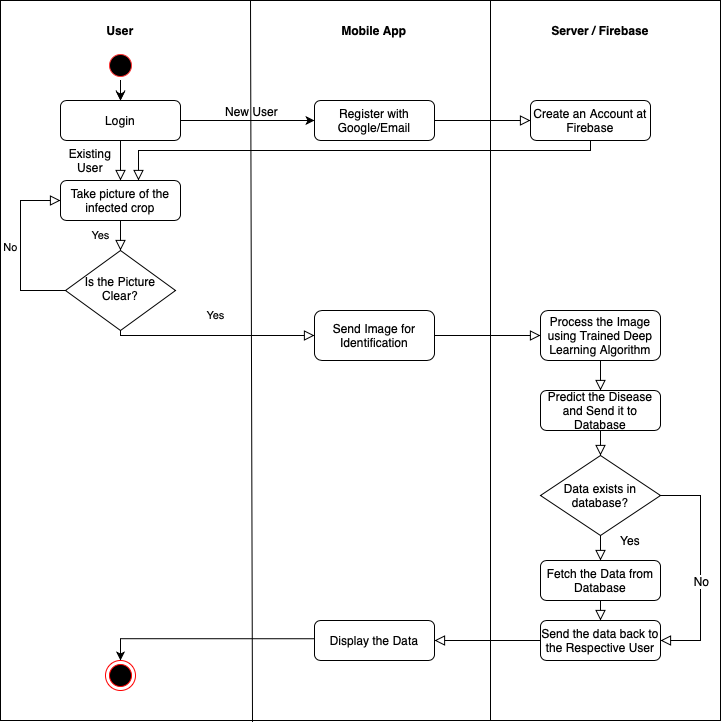 User
Mobile App
Server / Firebase
Login
New User
Register with
Google/Email
Create an Account at
Firebase
Existing
User
Take picture of the
infected crop
No
Yes
Is the Picture
Clear?
Yes
Send Image for
Identification
Process the Image
using Trained Deep
Learning Algorithm
Predict the Disease
and Send it to
Database
Data exists in
database?
Yes
No
Fetch the Data from
Database
Send the data back to
the Respective User
Display the Data